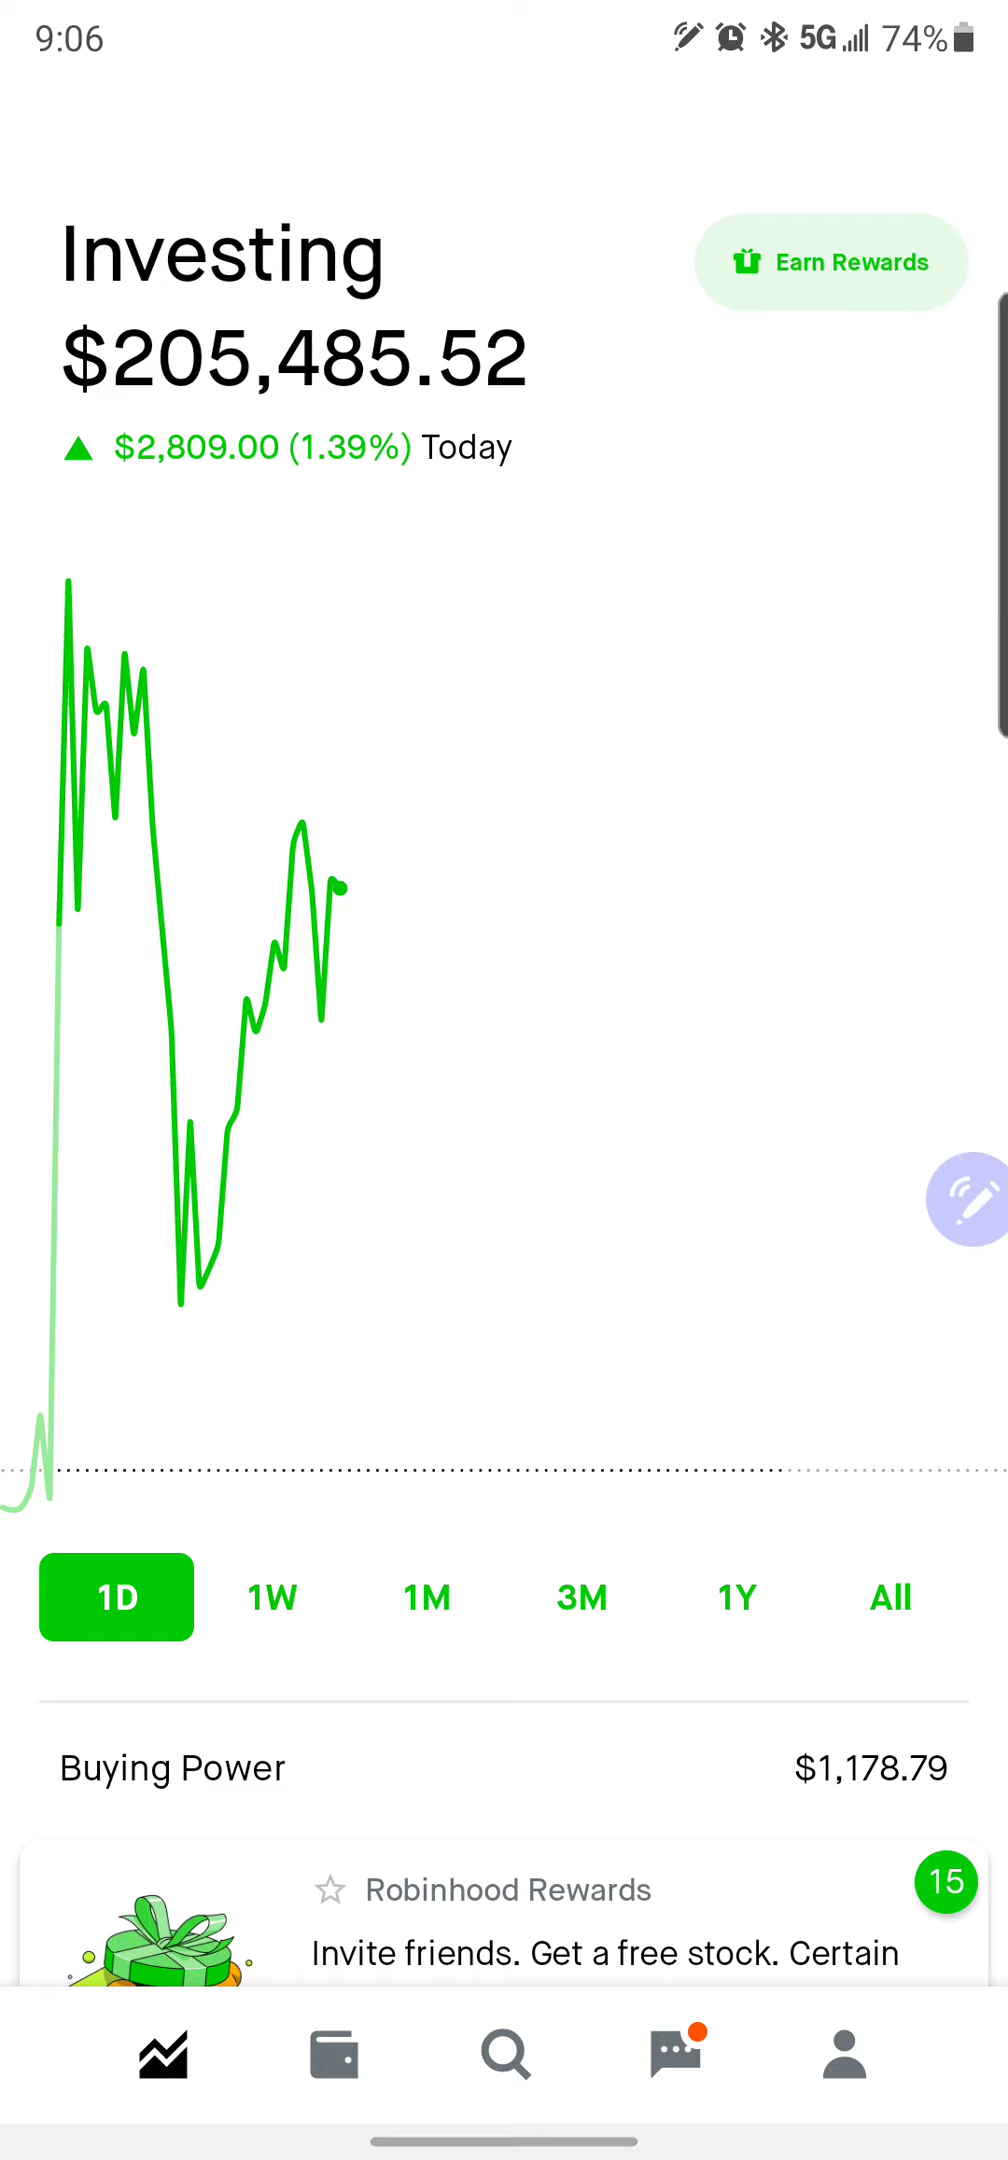 9:06 5G 74%
Investing
Earn Rewards
$205,485.52
$2,809.00 (1.39%) Today
1D 1W 1M 3M 1Y All
Buying Power $1,178.79
Robinhood Rewards 15
Invite friends. Get a free stock. Certain